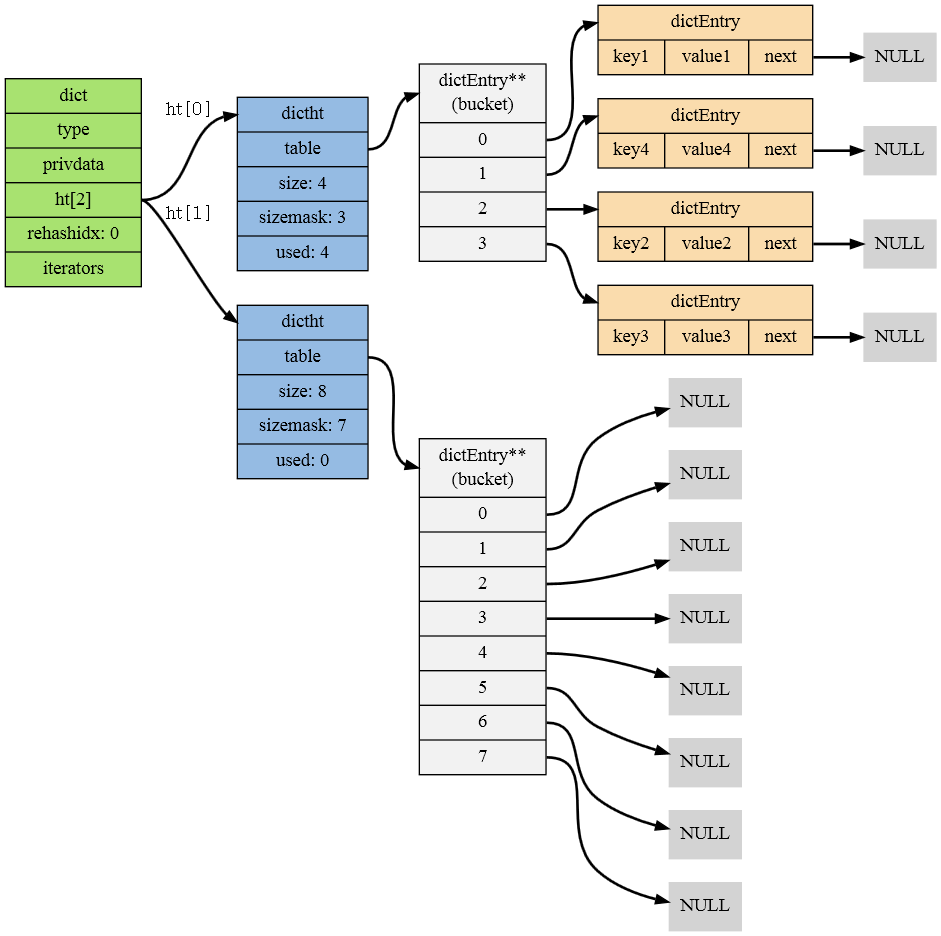 dict
type
privdata
ht[2]
rehashidx: 0
iterators
ht[0]
ht[1]
dictht
table
size: 4
sizemask: 3
used: 4
dictht
table
size: 8
sizemask: 7
used: 0
dictEntry**
(bucket)
0
1
2
3
dictEntry
key1 value1 next
NULL
dictEntry
key4 value4 next
NULL
dictEntry
key2 value2 next
NULL
dictEntry
key3 value3 next
NULL
dictEntry**
(bucket)
0
1
2
3
4
5
6
7
NULL
NULL
NULL
NULL
NULL
NULL
NULL
NULL